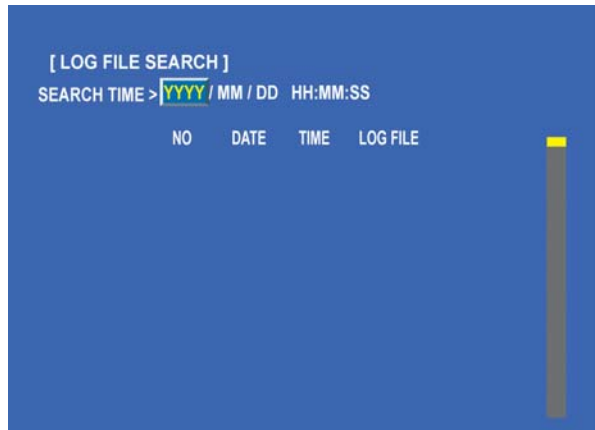 [ LOG FILE SEARCH ]
SEARCH TIME > YYYY / MM / DD HH:MM:SS
NO DATE TIME LOG FILE